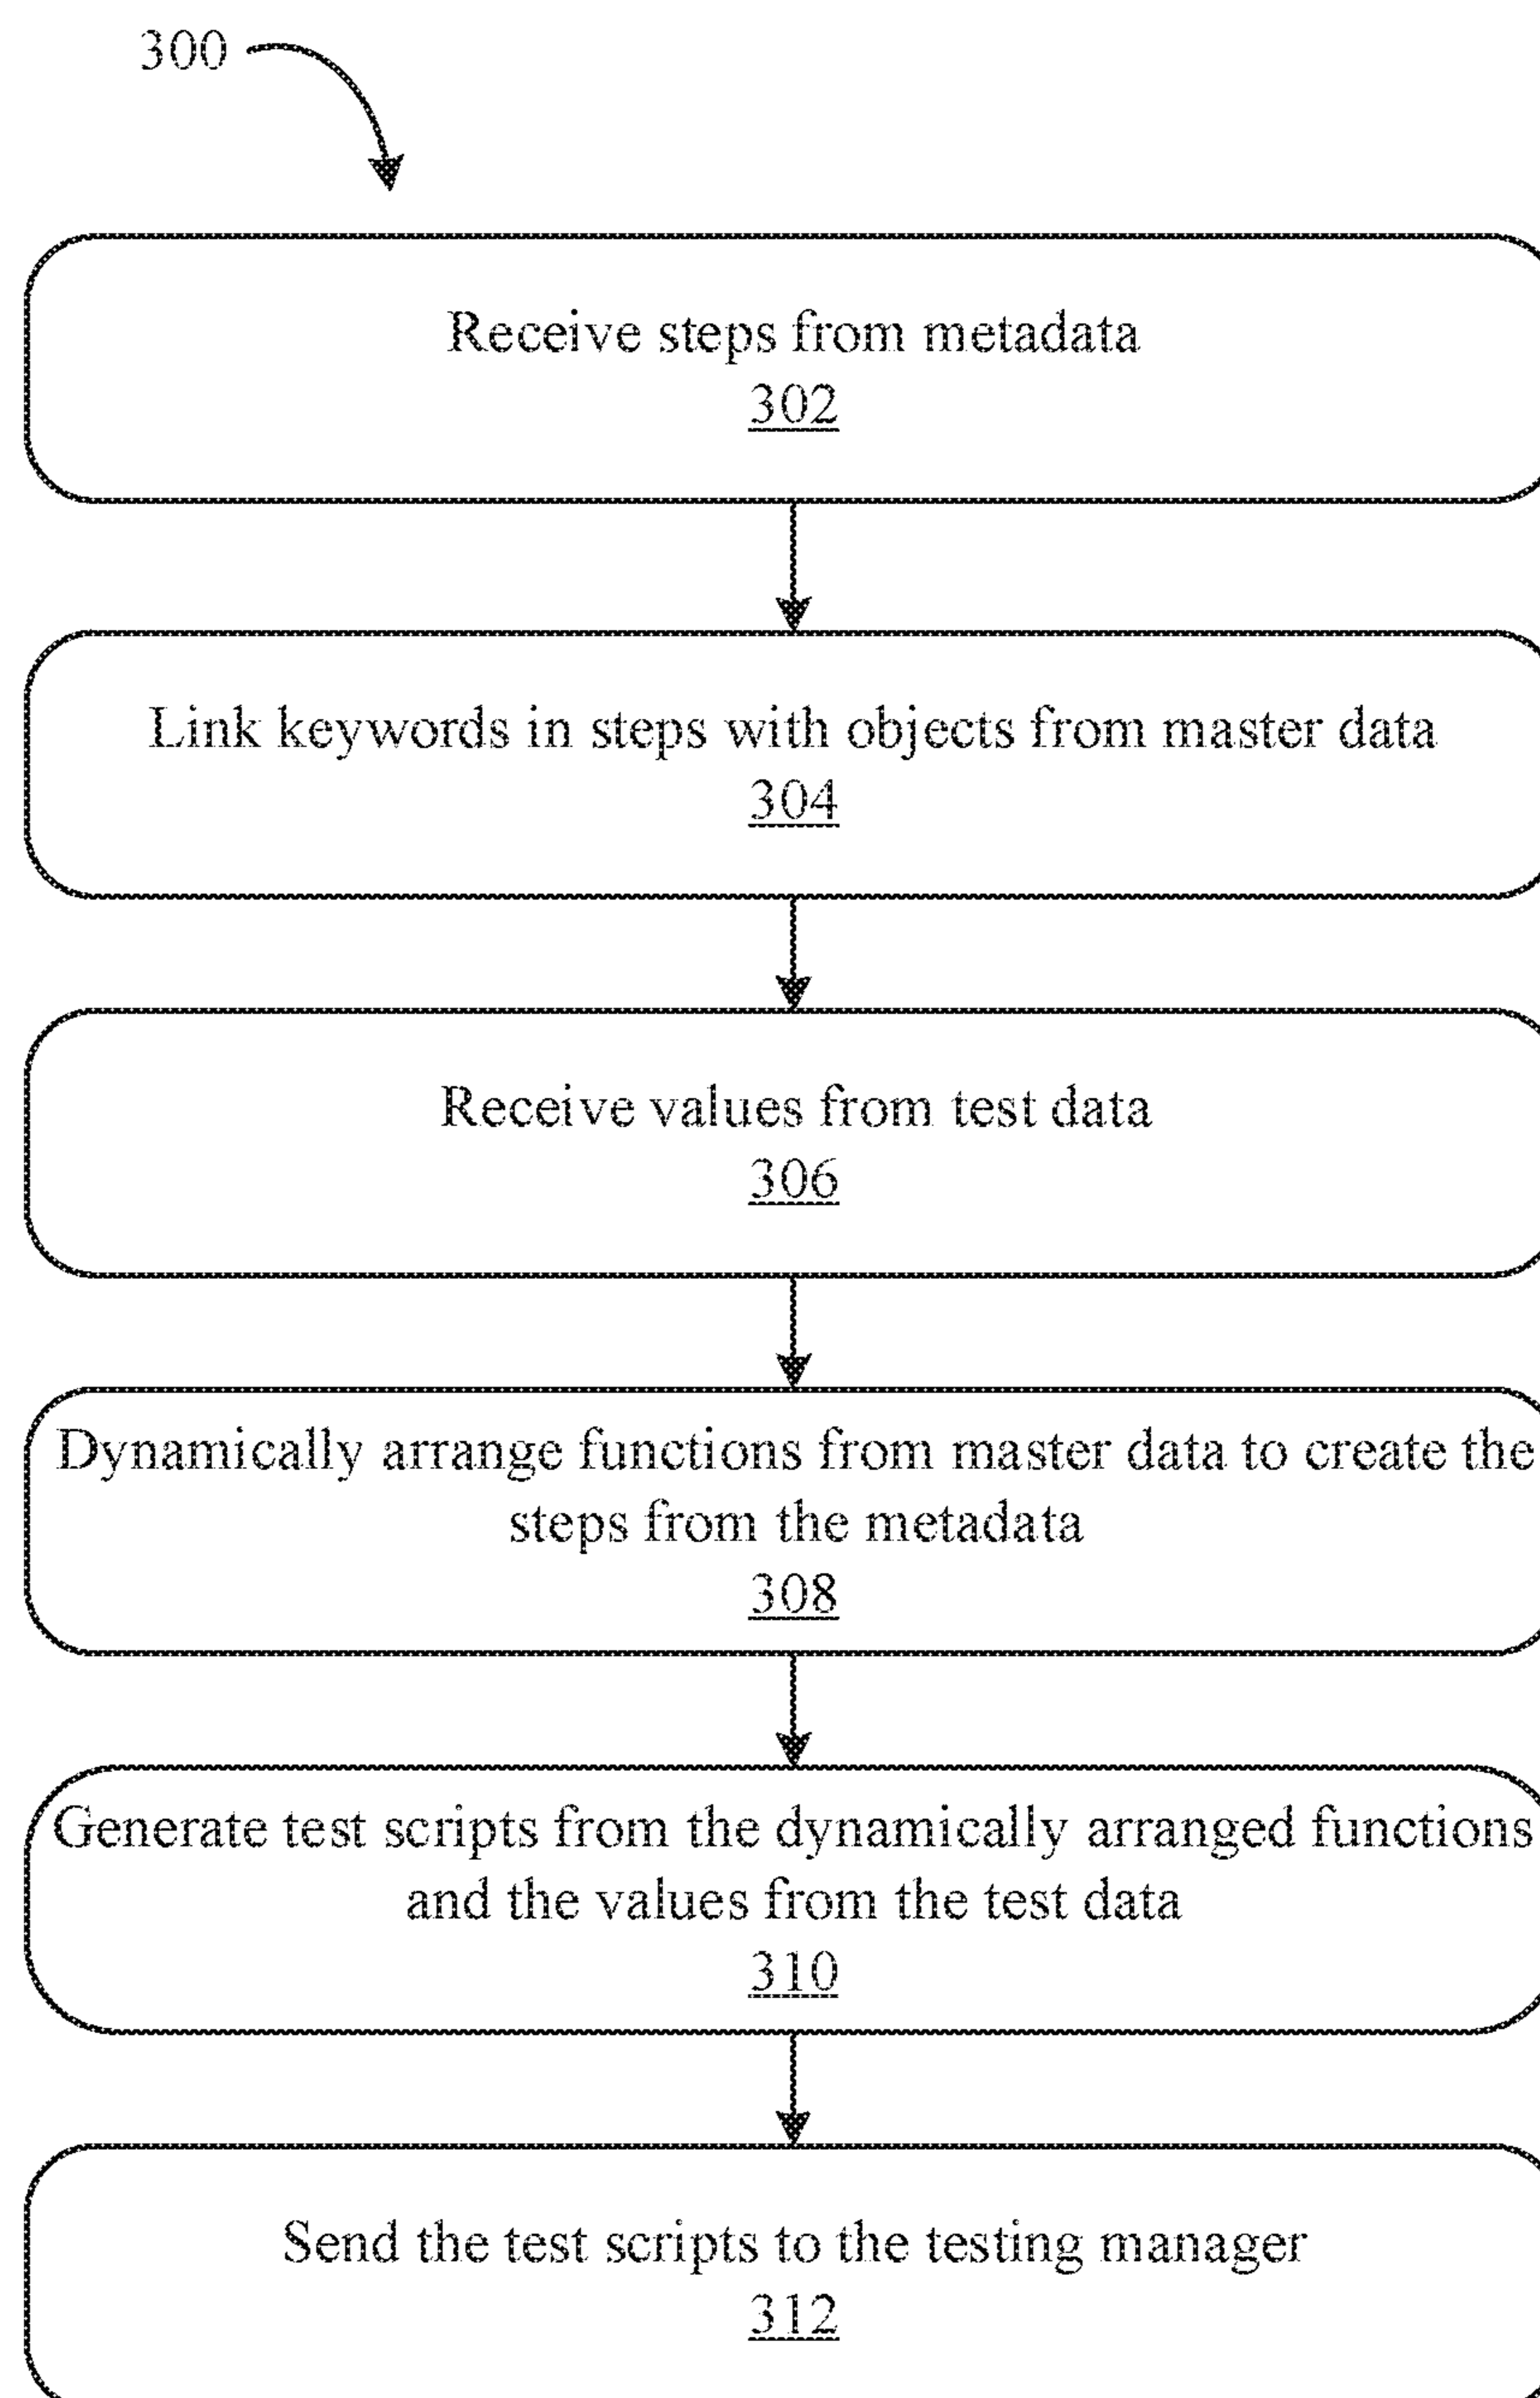 300
Receive steps from metadata
302
Link keywords in steps with objects from master data
304
Receive values from test data
306
Dynamically arrange functions from master data to create the
steps from the metadata
308
Generate test scripts from the dynamically arranged functions
and the values from the test data
310
Send the test scripts to the testing manager
312